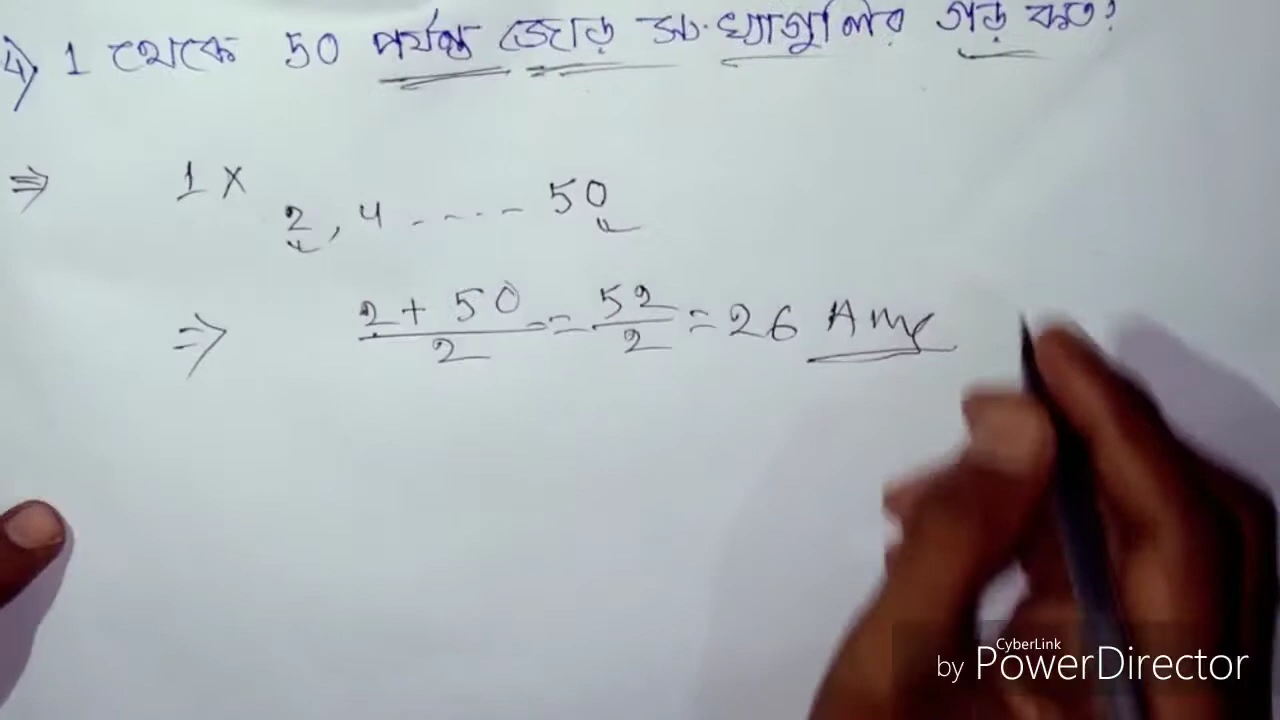 4) 1 থেকে 50 পর্যন্ত জোড় সংখ্যাগুলির গড় কত?
⇒ 1 ×
2, 4 ----- 50
⇒ 2 + 50 / 2 = 52 / 2 = 26 Ans
CyberLink
by PowerDirector